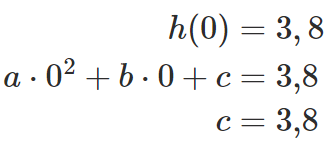 h(0) = 3, 8
a · 0² + b · 0 + c = 3,8
c = 3,8